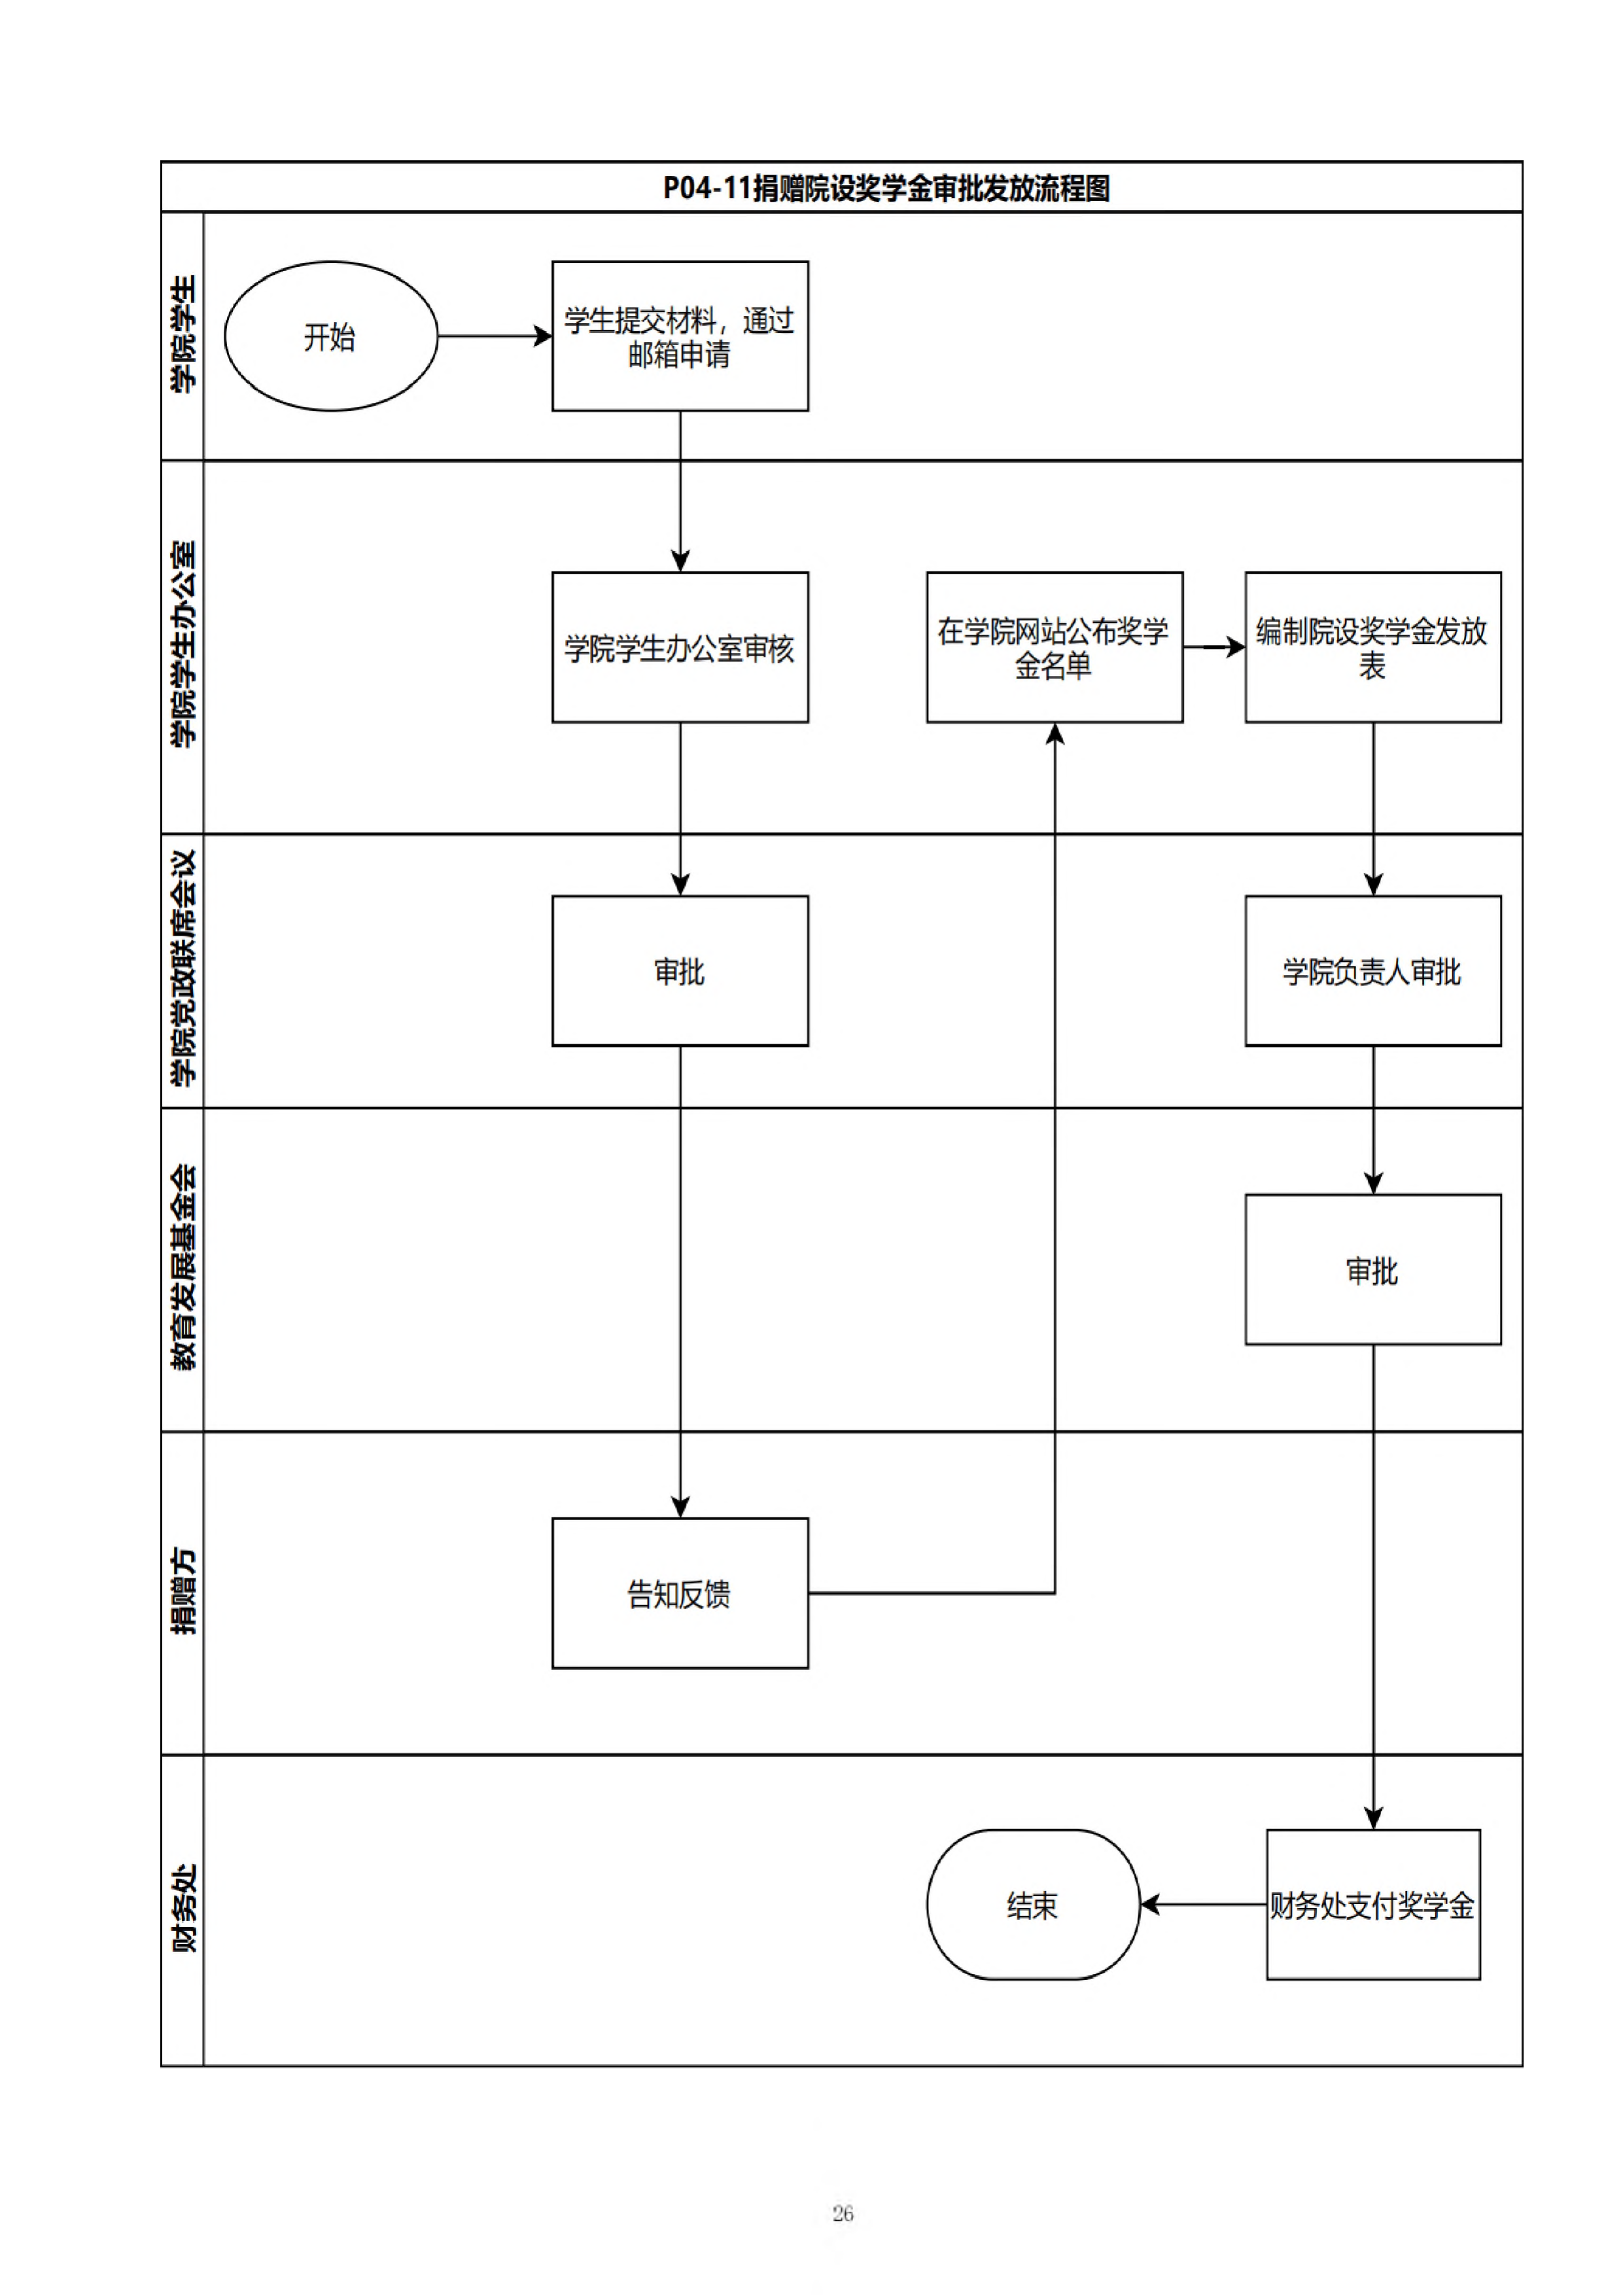 P04-11捐赠院设奖学金审批发放流程图
学院学生
开始
学生提交材料，通过
邮箱申请
学院学生办公室
学院学生办公室审核
在学院网站公布奖学
金名单
编制院设奖学金发放
表
学院党政联席会议
审批
学院负责人审批
教育发展基金会
审批
捐赠方
告知反馈
财务处
结束
财务处支付奖学金
26